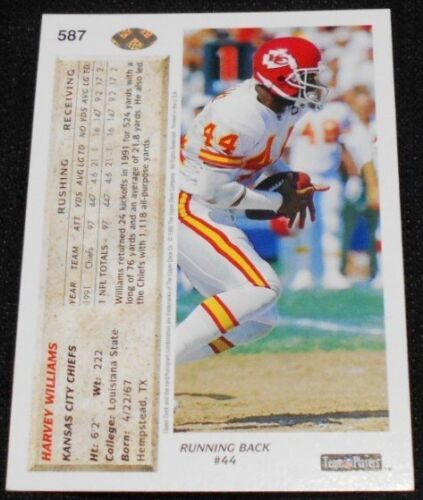 587
HARVEY WILLIAMS
KANSAS CITY CHIEFS
Ht: 6'2" Wt: 222
College: Louisiana State
Born: 4/22/67
Hempstead, TX
RUSHING RECEIVING
YEAR TEAM ATT YDS AVG LG TD NO YDS AVG LG TD
1991 Chiefs 97 447 4.6 21 1 16 147 9.2 17 2
1 NFL TOTALS - 97 447 4.6 21 1 16 147 9.2 17 2
Williams returned 24 kickoffs in 1991 for 524 yards with a
long of 76 yards and an average of 21.8 yards. He also led
the Chiefs with 1,118 all-purpose yards.
44
RUNNING BACK
#44